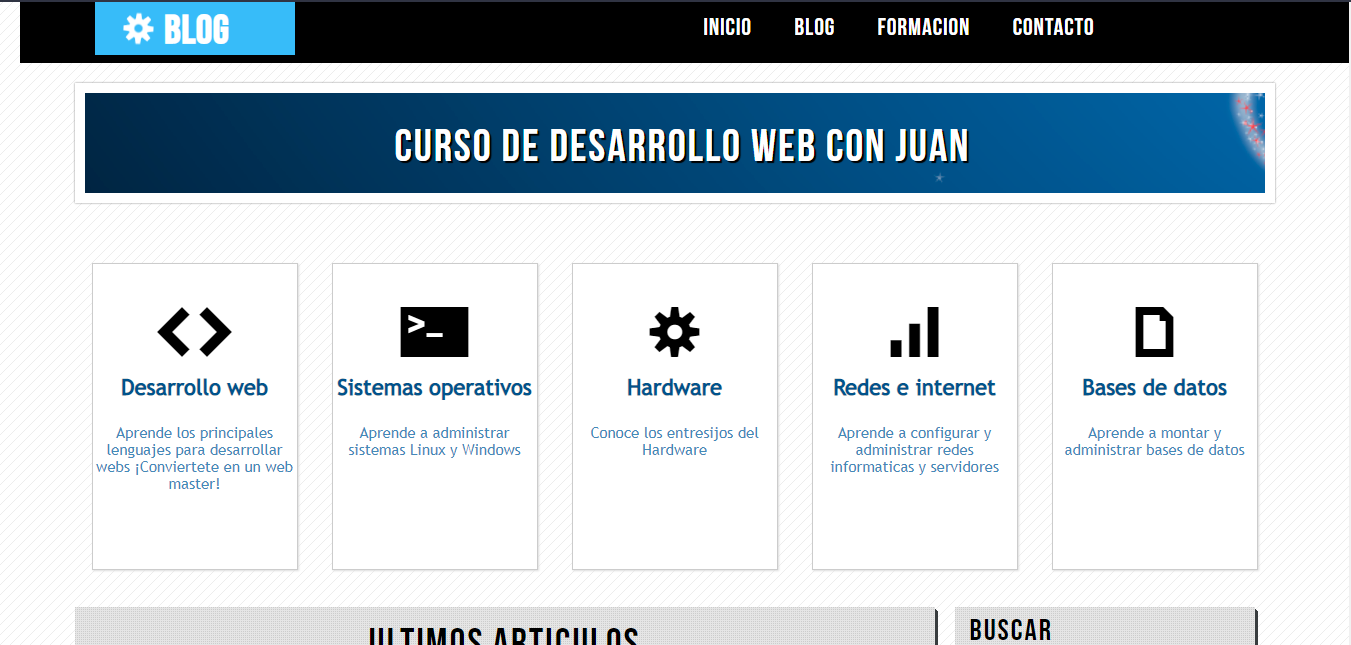 BLOG
INICIO BLOG FORMACION CONTACTO
CURSO DE DESARROLLO WEB CON JUAN
>_
Desarrollo web
Aprende los principales
lenguajes para desarrollar
webs ¡Conviertete en un web
master!
Sistemas operativos
Aprende a administrar
sistemas Linux y Windows
Hardware
Conoce los entresijos del
Hardware
Redes e internet
Aprende a configurar y
administrar redes
informaticas y servidores
Bases de datos
Aprende a montar y
administrar bases de datos
ULTIMOS ARTICULOS
BUSCAR